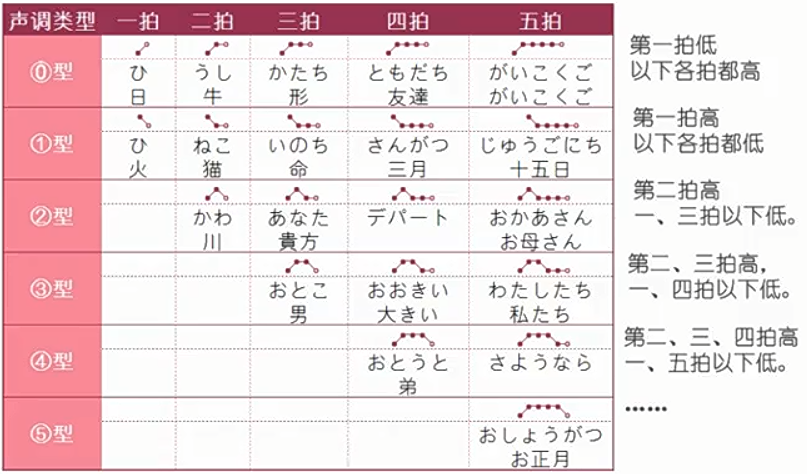 声调类型 一拍 二拍 三拍 四拍 五拍
⓪型 ひ うし かたち ともだち がいこくご
日 牛 形 友達 がいこくご
第一拍低
以下各拍都高
①型 ひ ねこ いのち さんがつ じゅうごにち
火 猫 命 三月 十五日
第一拍高
以下各拍都低
②型 かわ あなた デパート おかあさん
川 貴方 お母さん
第二拍高
一、三拍以下低。
③型 おとこ おおきい わたしたち
男 大きい 私たち
第二、三拍高，
一、四拍以下低。
④型 おとうと さようなら
弟
第二、三、四拍高
一、五拍以下低。
⑤型 おしょうがつ
お正月
……